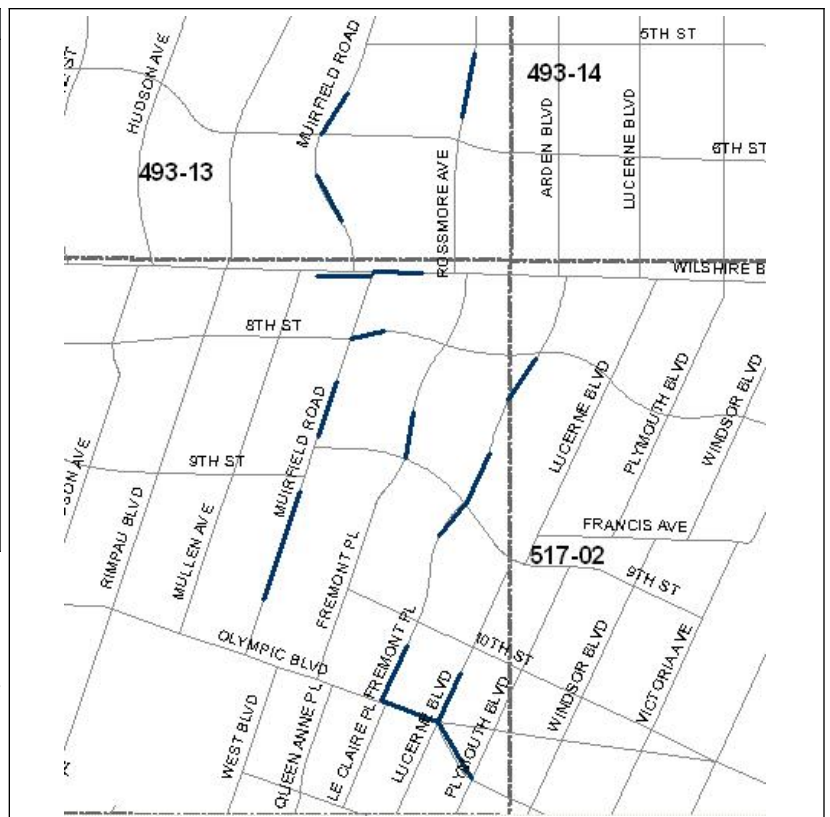 5TH ST
HUDSON AVE
MUIRFIELD ROAD
493-14
ARDEN BLVD
LUCERNE BLVD
6TH ST
493-13
ROSSMORE AVE
WILSHIRE B
8TH ST
MUIRFIELD ROAD
LUCERNE BLVD
PLYMOUTH BLVD
WINDSOR BLVD
SON AVE
9TH ST
RIMPAU BLVD
MULLEN AVE
MUIRFIELD ROAD
FRANCIS AVE
517-02
9TH ST
FREMONT PL
FREMONT PL
10TH ST
OLYMPIC BLVD
WINDSOR BLVD
VICTORIA AVE
WEST BLVD
QUEEN ANNE PL
LE CLAIRE PL
LUCERNE BLVD
PLYMOUTH BLVD